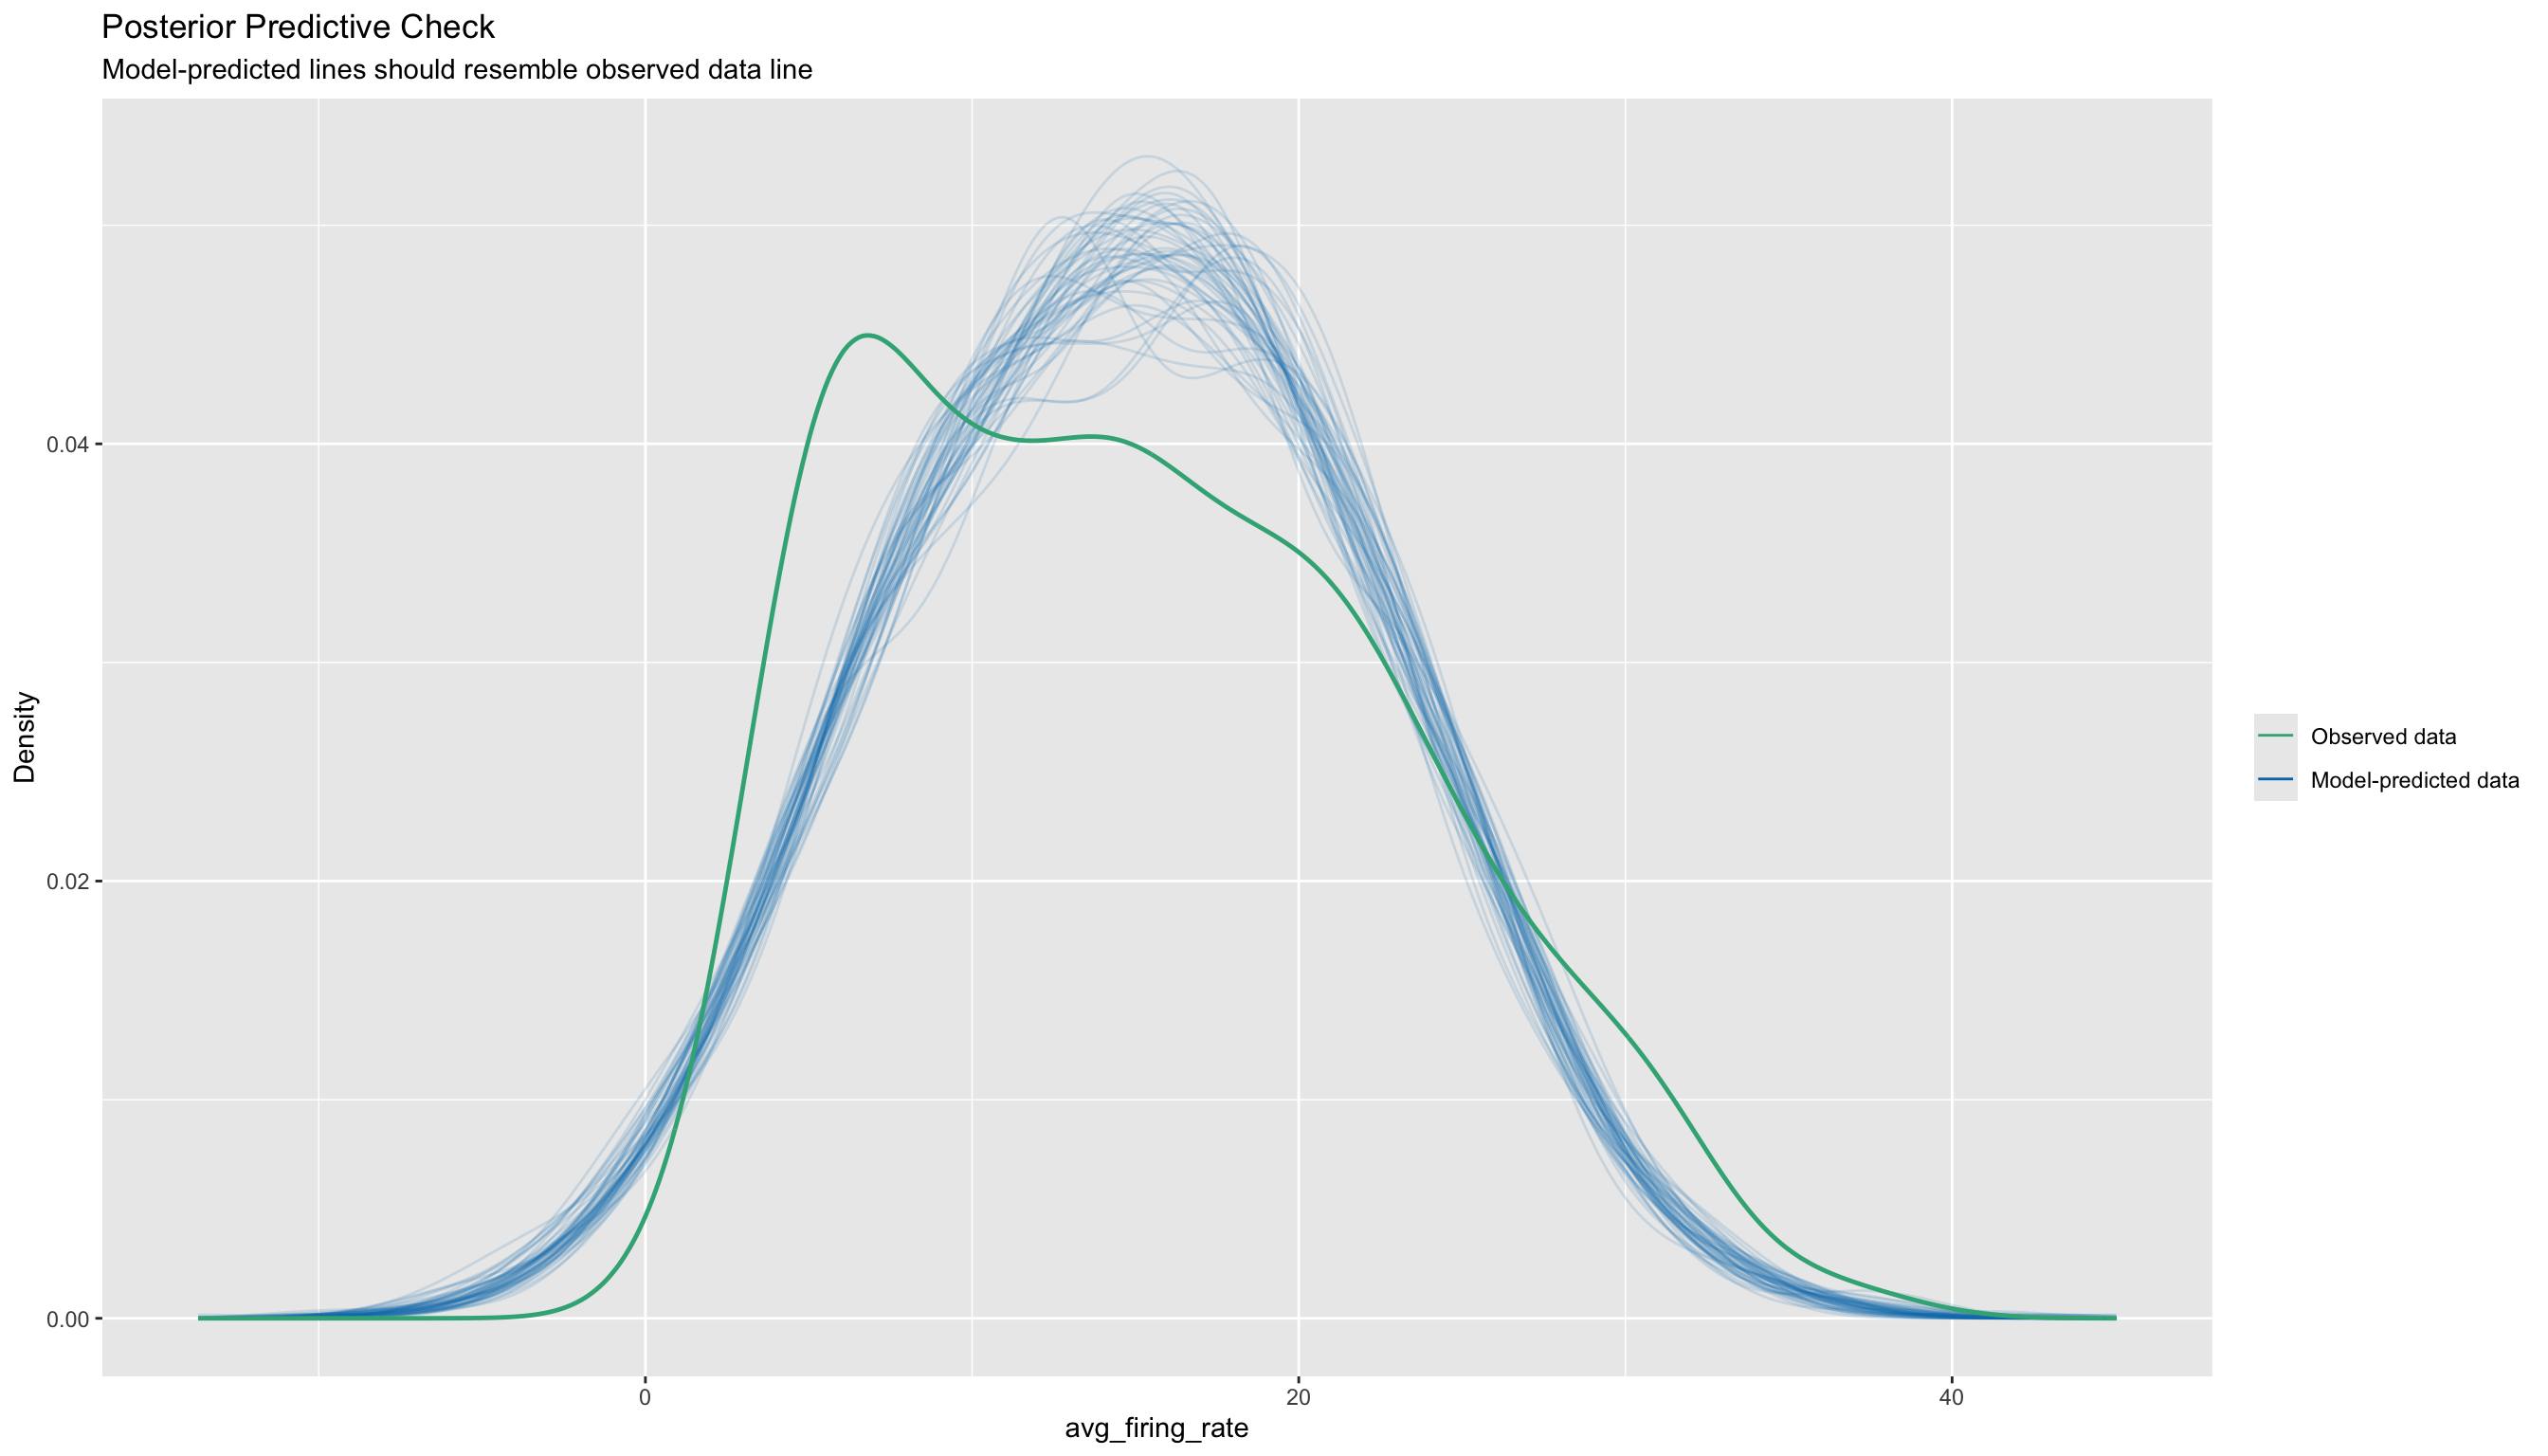 Posterior Predictive Check
Model-predicted lines should resemble observed data line
Density
0.04
0.02
0.00
0
20
40
avg_firing_rate
Observed data
Model-predicted data